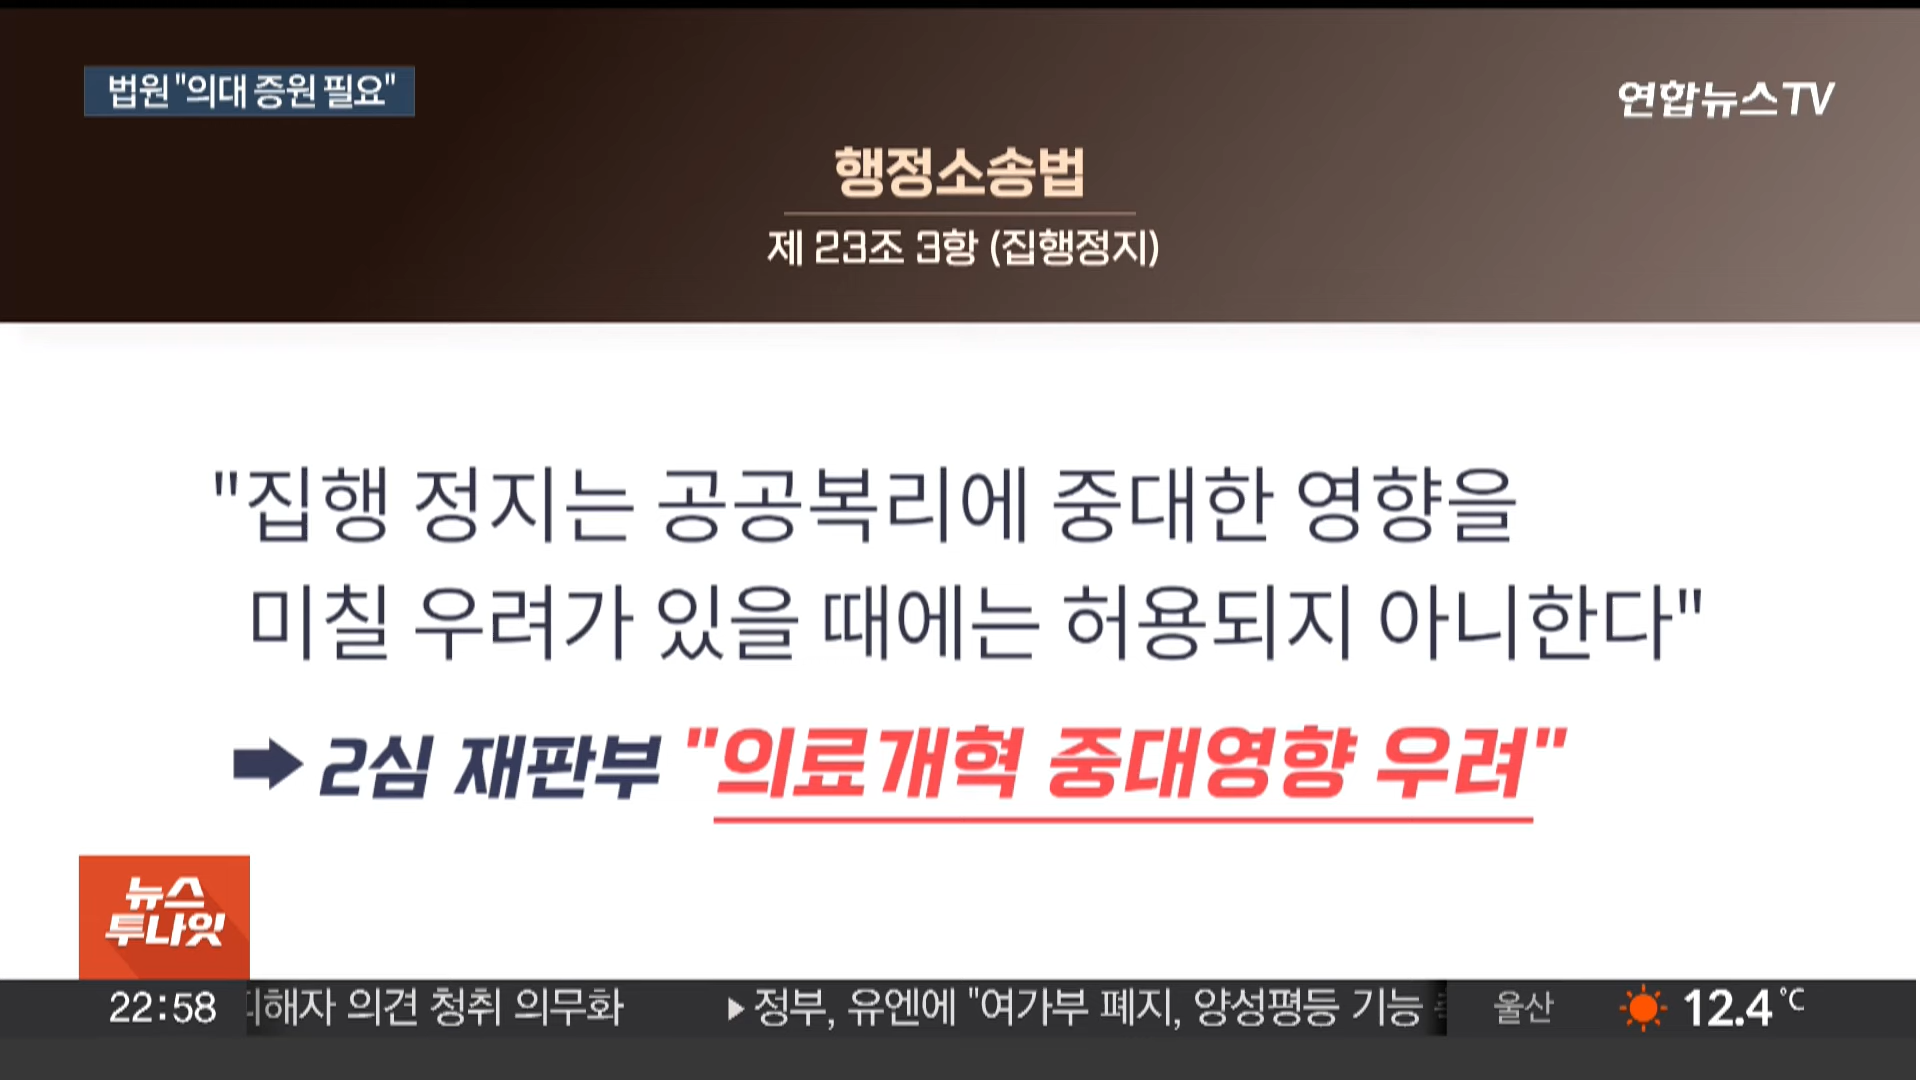 법원 "의대 증원 필요"
연합뉴스TV
행정소송법
제 23조 3항 (집행정지)
"집행 정지는 공공복리에 중대한 영향을
미칠 우려가 있을 때에는 허용되지 아니한다"
➡ 2심 재판부 "의료개혁 중대영향 우려"
뉴스
투나잇
22:58 피해자 의견 청취 의무화 ▶정부, 유엔에 "여가부 폐지, 양성평등 기능 울산 12.4℃